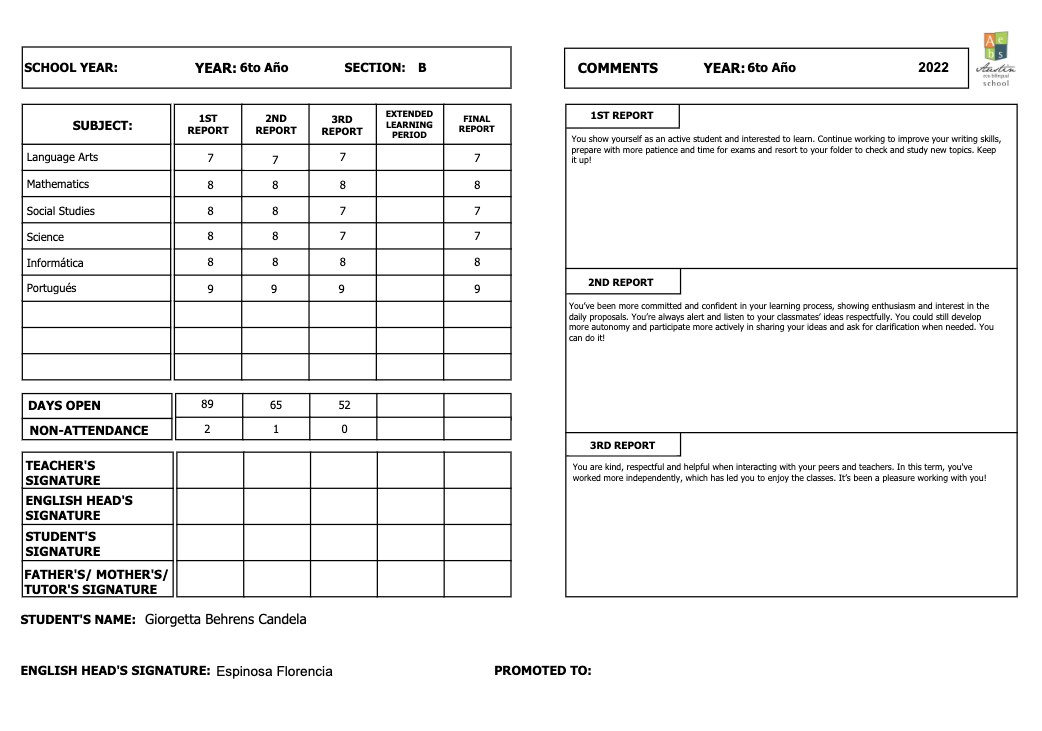 SCHOOL YEAR: YEAR: 6to Año SECTION: B
SUBJECT: 1ST REPORT 2ND REPORT 3RD REPORT EXTENDED LEARNING PERIOD FINAL REPORT
Language Arts 7 7 7 7
Mathematics 8 8 8 8
Social Studies 8 8 7 7
Science 8 8 7 7
Informática 8 8 8 8
Portugués 9 9 9 9
DAYS OPEN 89 65 52
NON-ATTENDANCE 2 1 0
TEACHER'S
SIGNATURE
ENGLISH HEAD'S
SIGNATURE
STUDENT'S
SIGNATURE
FATHER'S/ MOTHER'S/
TUTOR'S SIGNATURE
STUDENT'S NAME: Giorgetta Behrens Candela
ENGLISH HEAD'S SIGNATURE: Espinosa Florencia PROMOTED TO:
COMMENTS YEAR: 6to Año 2022
A e
b s
Austin
eco bilingual
school
1ST REPORT
You show yourself as an active student and interested to learn. Continue working to improve your writing skills,
prepare with more patience and time for exams and resort to your folder to check and study new topics. Keep
it up!
2ND REPORT
You've been more committed and confident in your learning process, showing enthusiasm and interest in the
daily proposals. You're always alert and listen to your classmates' ideas respectfully. You could still develop
more autonomy and participate more actively in sharing your ideas and ask for clarification when needed. You
can do it!
3RD REPORT
You are kind, respectful and helpful when interacting with your peers and teachers. In this term, you've
worked more independently, which has led you to enjoy the classes. It's been a pleasure working with you!